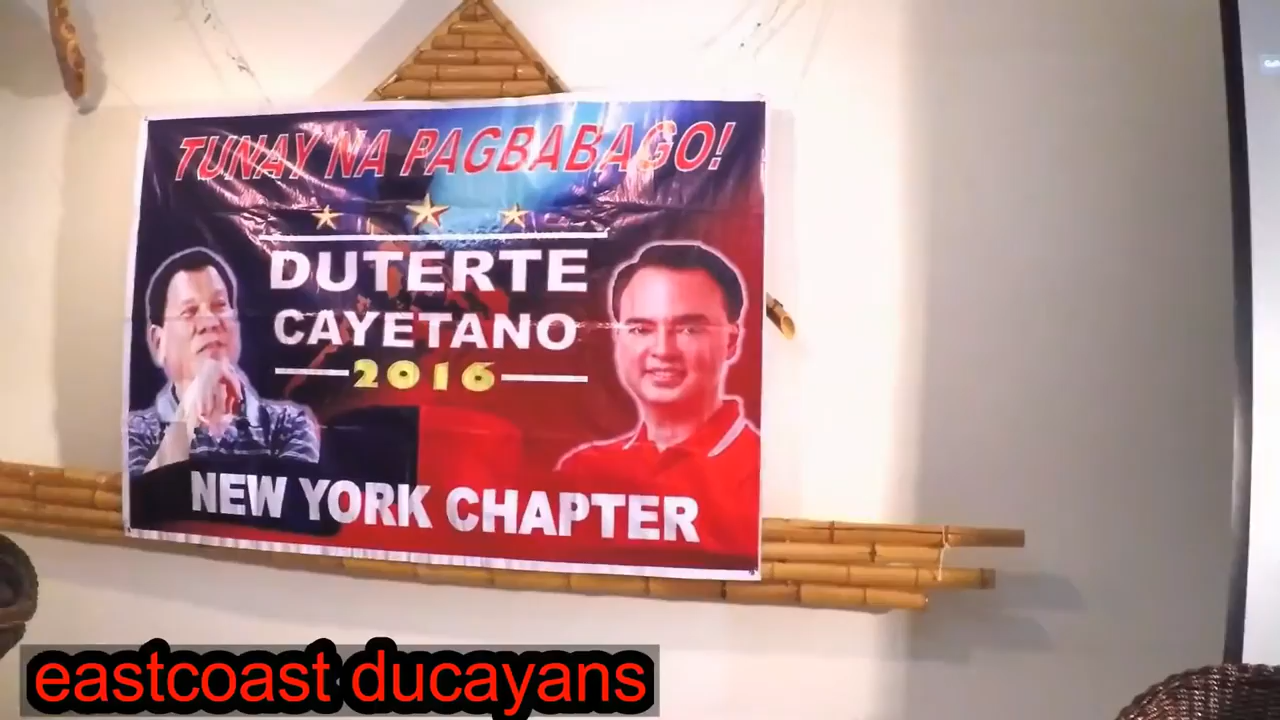 TUNAY NA PAGBABAGO!
DUTERTE
CAYETANO
2016
NEW YORK CHAPTER
eastcoast ducayans